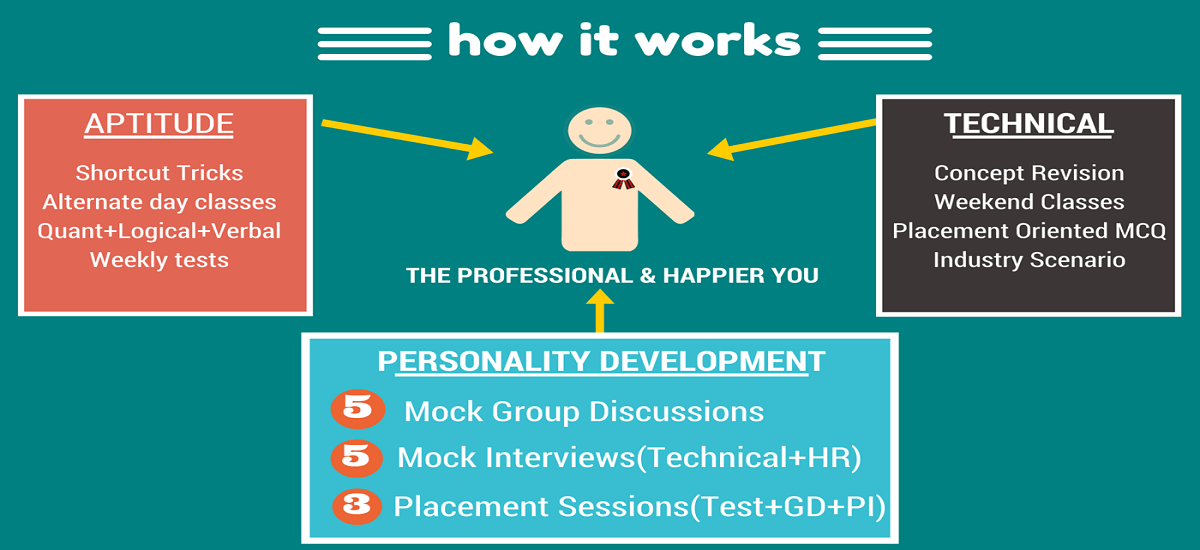 how it works
APTITUDE
Shortcut Tricks
Alternate day classes
Quant+Logical+Verbal
Weekly tests
TECHNICAL
Concept Revision
Weekend Classes
Placement Oriented MCQ
Industry Scenario
THE PROFESSIONAL & HAPPIER YOU
PERSONALITY DEVELOPMENT
5 Mock Group Discussions
5 Mock Interviews(Technical+HR)
3 Placement Sessions(Test+GD+PI)